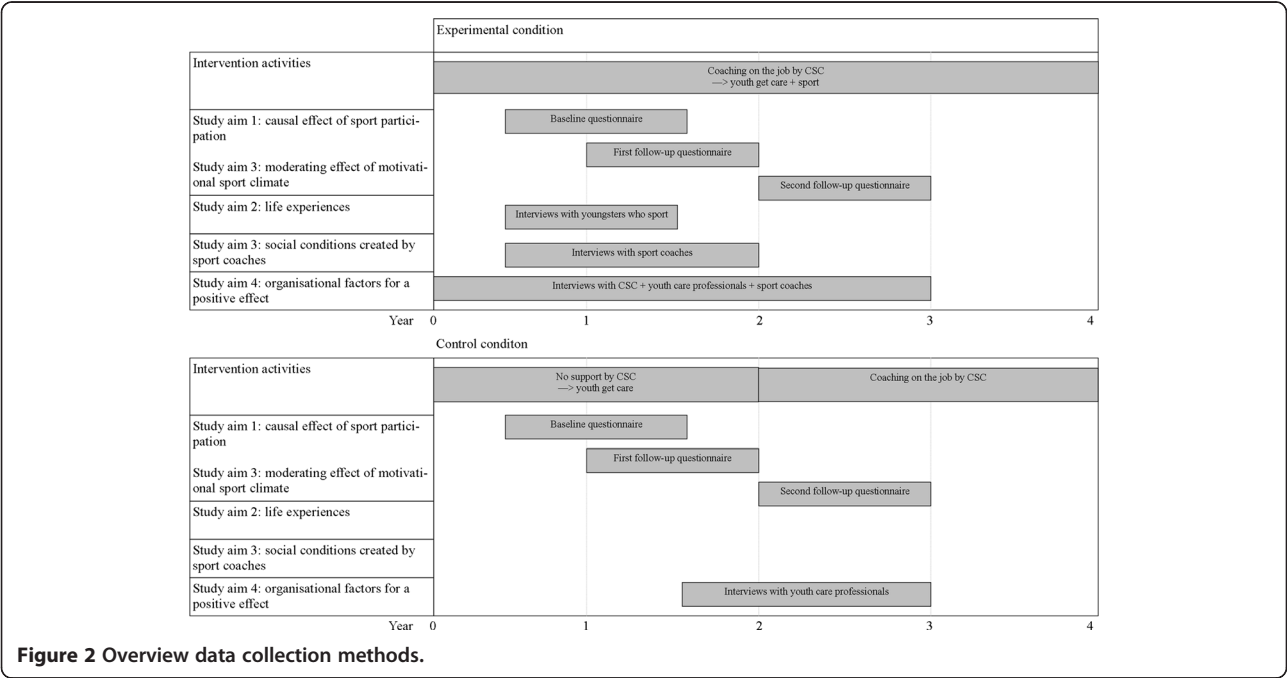 Experimental condition
Intervention activities
Coaching on the job by CSC
—> youth get care + sport
Study aim 1: causal effect of sport partici-
pation
Baseline questionnaire
First follow-up questionnaire
Study aim 3: moderating effect of motivati-
onal sport climate
Second follow-up questionnaire
Study aim 2: life experiences
Interviews with youngsters who sport
Study aim 3: social conditions created by
sport coaches
Interviews with sport coaches
Study aim 4: organisational factors for a
positive effect
Interviews with CSC + youth care professionals + sport coaches
Year 0 1 2 3 4
Control conditon
Intervention activities
No support by CSC
—> youth get care
Coaching on the job by CSC
Study aim 1: causal effect of sport partici-
pation
Baseline questionnaire
First follow-up questionnaire
Study aim 3: moderating effect of motivati-
onal sport climate
Second follow-up questionnaire
Study aim 2: life experiences
Study aim 3: social conditions created by
sport coaches
Study aim 4: organisational factors for a
positive effect
Interviews with youth care professionals
Year 0 1 2 3 4
Figure 2 Overview data collection methods.